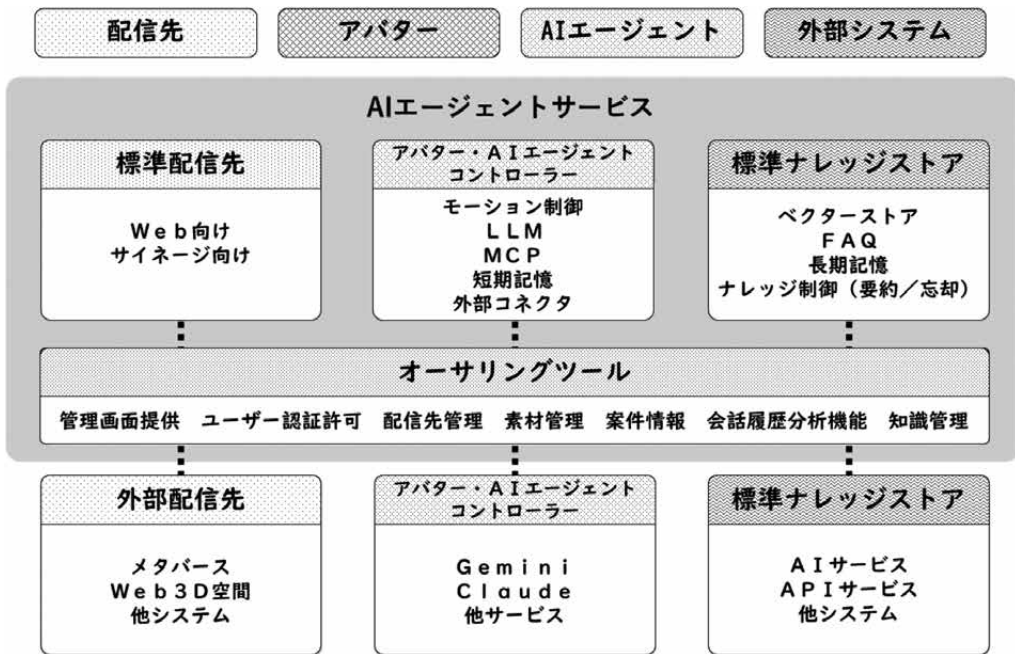 配信先
アバター
AIエージェント
外部システム
AIエージェントサービス
標準配信先
Web向け
サイネージ向け
アバター・AIエージェント
コントローラー
モーション制御
LLM
MCP
短期記憶
外部コネクタ
標準ナレッジストア
ベクターストア
FAQ
長期記憶
ナレッジ制御（要約／忘却）
オーサリングツール
管理画面提供 ユーザー認証許可 配信先管理 素材管理 案件情報 会話履歴分析機能 知識管理
外部配信先
メタバース
Web3D空間
他システム
アバター・AIエージェント
コントローラー
Gemini
Claude
他サービス
標準ナレッジストア
AIサービス
APIサービス
他システム